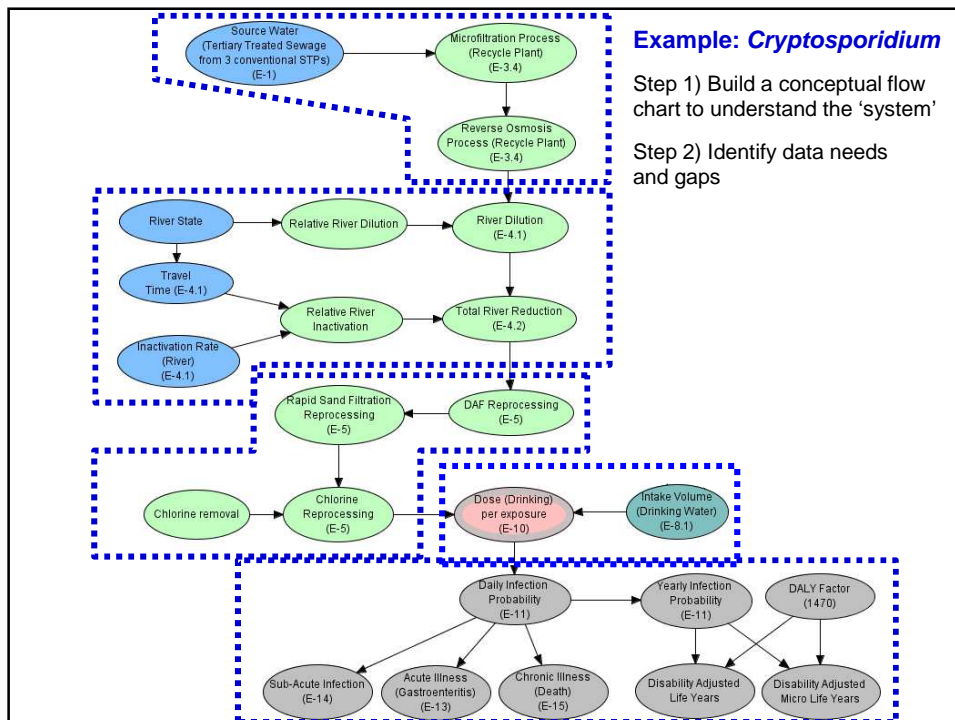 Example: Cryptosporidium
Step 1) Build a conceptual flow
chart to understand the ‘system’
Step 2) Identify data needs
and gaps
Source Water
(Tertiary Treated Sewage
from 3 conventional STPs)
(E-1)
Microfiltration Process
(Recycle Plant)
(E-3.4)
Reverse Osmosis
Process (Recycle Plant)
(E-3.4)
River State
Relative River Dilution
River Dilution
(E-4.1)
Travel
Time (E-4.1)
Relative River
Inactivation
Total River Reduction
(E-4.2)
Inactivation Rate
(River)
(E-4.1)
Rapid Sand Filtration
Reprocessing
(E-5)
DAF Reprocessing
(E-5)
Chlorine removal
Chlorine
Reprocessing
(E-5)
Dose (Drinking)
per exposure
(E-10)
Intake Volume
(Drinking Water)
(E-8.1)
Daily Infection
Probability
(E-11)
Yearly Infection
Probability
(E-11)
DALY Factor
(1470)
Sub-Acute Infection
(E-14)
Acute Illness
(Gastroenteritis)
(E-13)
Chronic Illness
(Death)
(E-15)
Disability Adjusted
Life Years
Disability Adjusted
Micro Life Years